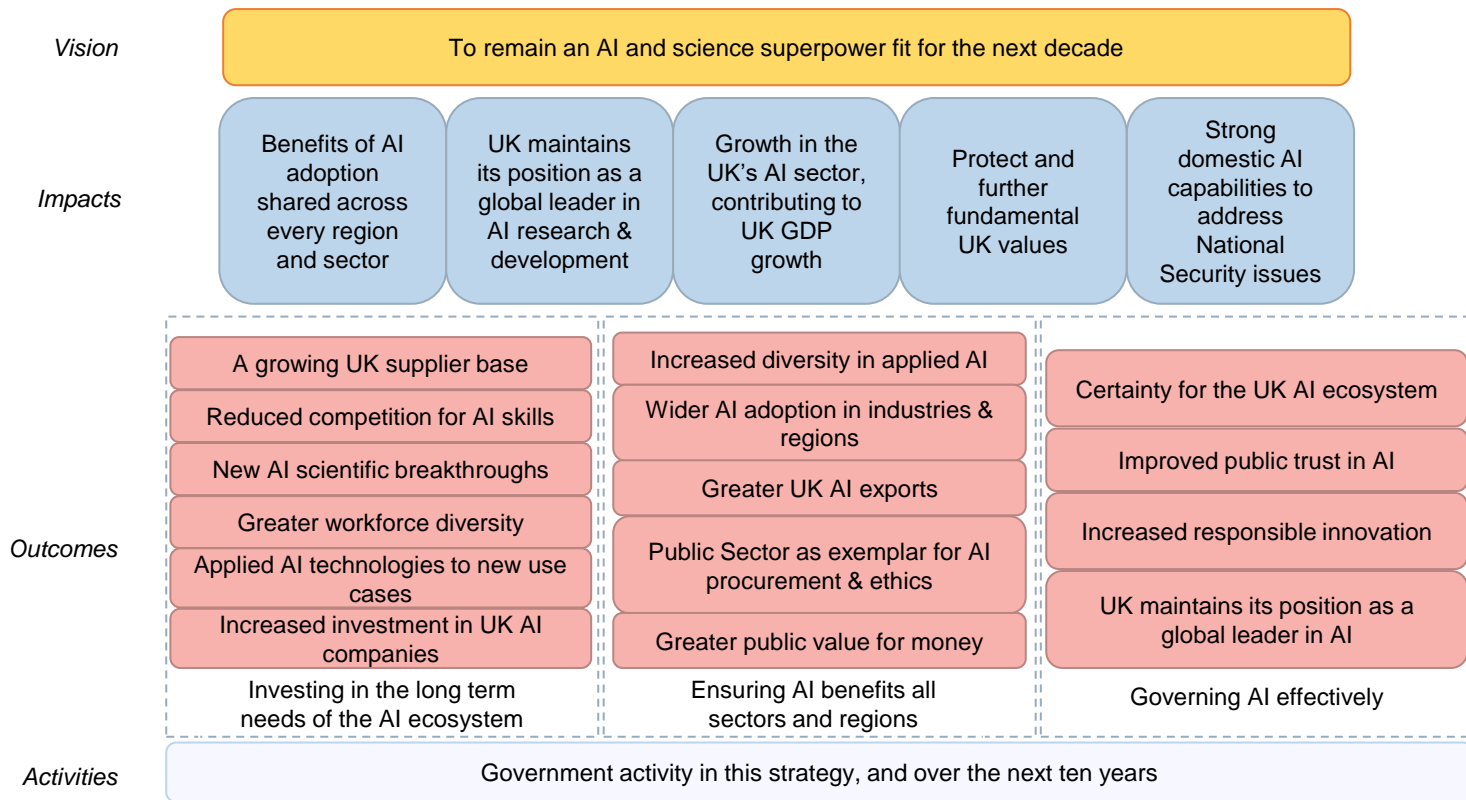 Vision
To remain an AI and science superpower fit for the next decade
Impacts
Benefits of AI
adoption
shared across
every region
and sector
UK maintains
its position as a
global leader in
AI research &
development
Growth in the
UK's AI sector,
contributing to
UK GDP
growth
Protect and
further
fundamental
UK values
Strong
domestic AI
capabilities to
address
National
Security issues
Outcomes
A growing UK supplier base
Reduced competition for AI skills
New AI scientific breakthroughs
Greater workforce diversity
Applied AI technologies to new use
cases
Increased investment in UK AI
companies
Investing in the long term
needs of the AI ecosystem
Increased diversity in applied AI
Wider AI adoption in industries &
regions
Greater UK AI exports
Public Sector as exemplar for AI
procurement & ethics
Greater public value for money
Ensuring AI benefits all
sectors and regions
Certainty for the UK AI ecosystem
Improved public trust in AI
Increased responsible innovation
UK maintains its position as a
global leader in AI
Governing AI effectively
Activities
Government activity in this strategy, and over the next ten years